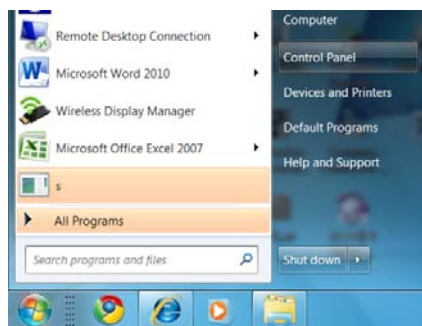 Remote Desktop Connection
Microsoft Word 2010
Wireless Display Manager
Microsoft Office Excel 2007
s
All Programs
Search programs and files
Computer
Control Panel
Devices and Printers
Default Programs
Help and Support
Shut down